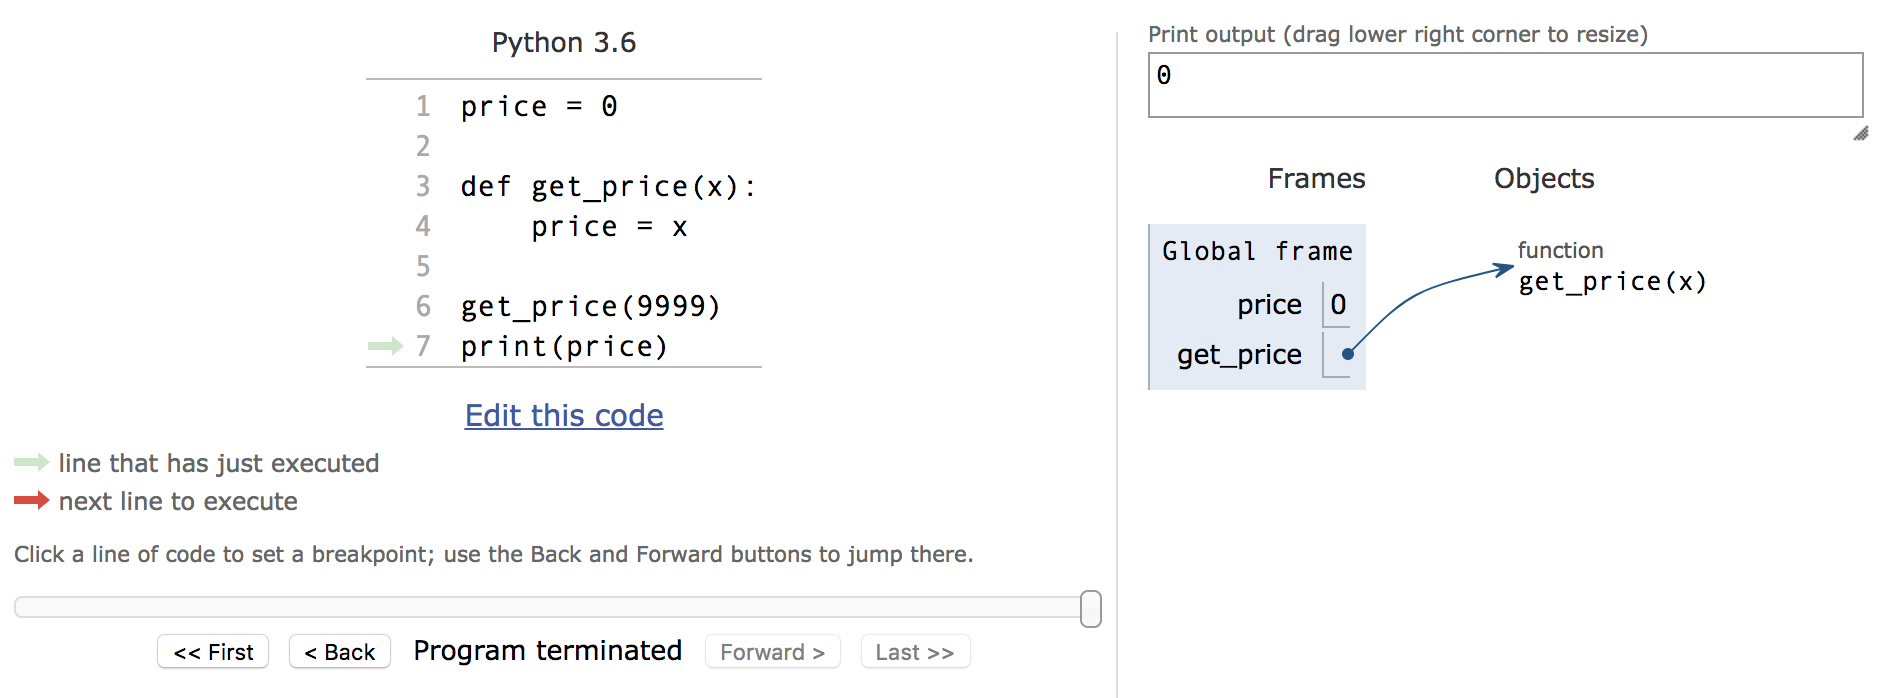 Python 3.6
1 price = 0
2
3 def get_price(x):
4     price = x
5
6 get_price(9999)
7 print(price)
Edit this code
line that has just executed
next line to execute
Click a line of code to set a breakpoint; use the Back and Forward buttons to jump there.
<< First
< Back
Program terminated
Forward >
Last >>
Print output (drag lower right corner to resize)
0
Frames
Objects
Global frame
price 0
get_price
function
get_price(x)